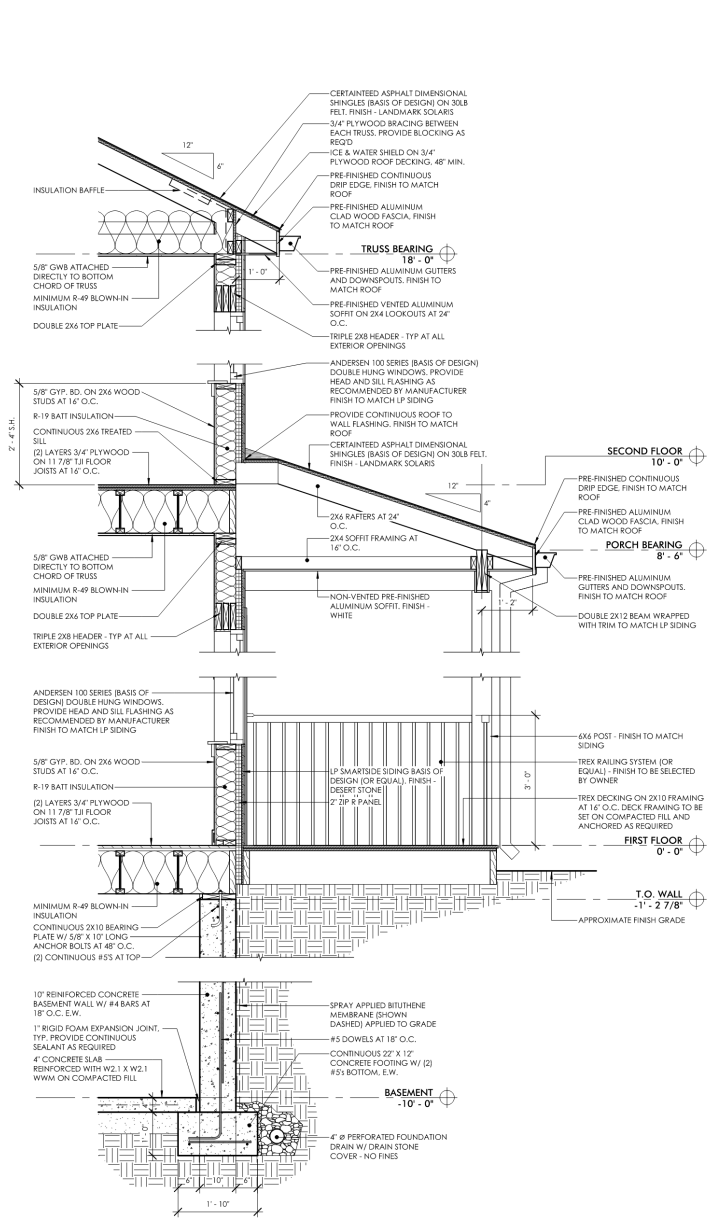 CERTAINTEED ASPHALT DIMENSIONAL
SHINGLES (BASIS OF DESIGN) ON 30LB
FELT. FINISH - LANDMARK SOLARIS
3/4" PLYWOOD BRACING BETWEEN
EACH TRUSS. PROVIDE BLOCKING AS
REQ'D
ICE & WATER SHIELD ON 3/4"
PLYWOOD ROOF DECKING. 48" MIN.
PRE-FINISHED CONTINUOUS
DRIP EDGE, FINISH TO MATCH
ROOF
PRE-FINISHED ALUMINUM
CLAD WOOD FASCIA, FINISH
TO MATCH ROOF
12"
6"
INSULATION BAFFLE
TRUSS BEARING
18' - 0"
1' - 0"
PRE-FINISHED ALUMINUM GUTTERS
AND DOWNSPOUTS. FINISH TO
MATCH ROOF
PRE-FINISHED VENTED ALUMINUM
SOFFIT ON 2X4 LOOKOUTS AT 24"
O.C.
TRIPLE 2X8 HEADER - TYP AT ALL
EXTERIOR OPENINGS
5/8" GWB ATTACHED
DIRECTLY TO BOTTOM
CHORD OF TRUSS
MINIMUM R-49 BLOWN-IN
INSULATION
DOUBLE 2X6 TOP PLATE
ANDERSEN 100 SERIES (BASIS OF DESIGN)
DOUBLE HUNG WINDOWS. PROVIDE
HEAD AND SILL FLASHING AS
RECOMMENDED BY MANUFACTURER
FINISH TO MATCH LP SIDING
PROVIDE CONTINUOUS ROOF TO
WALL FLASHING. FINISH TO MATCH
ROOF
CERTAINTEED ASPHALT DIMENSIONAL
SHINGLES (BASIS OF DESIGN) ON 30LB FELT.
FINISH - LANDMARK SOLARIS
2' - 4" S.H.
5/8" GYP. BD. ON 2X6 WOOD
STUDS AT 16" O.C.
R-19 BATT INSULATION
CONTINUOUS 2X6 TREATED
SILL
(2) LAYERS 3/4" PLYWOOD
ON 11 7/8" TJI FLOOR
JOISTS AT 16" O.C.
SECOND FLOOR
10' - 0"
12"
4"
PRE-FINISHED CONTINUOUS
DRIP EDGE, FINISH TO MATCH
ROOF
PRE-FINISHED ALUMINUM
CLAD WOOD FASCIA, FINISH
TO MATCH ROOF
PORCH BEARING
8' - 6"
PRE-FINISHED ALUMINUM
GUTTERS AND DOWNSPOUTS.
FINISH TO MATCH ROOF
DOUBLE 2X12 BEAM WRAPPED
WITH TRIM TO MATCH LP SIDING
1' - 2"
2X6 RAFTERS AT 24"
O.C.
2X4 SOFFIT FRAMING AT
16" O.C.
NON-VENTED PRE-FINISHED
ALUMINUM SOFFIT. FINISH -
WHITE
5/8" GWB ATTACHED
DIRECTLY TO BOTTOM
CHORD OF TRUSS
MINIMUM R-49 BLOWN-IN
INSULATION
DOUBLE 2X6 TOP PLATE
TRIPLE 2X8 HEADER - TYP AT ALL
EXTERIOR OPENINGS
ANDERSEN 100 SERIES (BASIS OF
DESIGN) DOUBLE HUNG WINDOWS.
PROVIDE HEAD AND SILL FLASHING AS
RECOMMENDED BY MANUFACTURER
FINISH TO MATCH LP SIDING
5/8" GYP. BD. ON 2X6 WOOD
STUDS AT 16" O.C.
R-19 BATT INSULATION
(2) LAYERS 3/4" PLYWOOD
ON 11 7/8" TJI FLOOR
JOISTS AT 16" O.C.
LP SMARTSIDE SIDING BASIS OF
DESIGN (OR EQUAL). FINISH -
DESERT STONE
2" ZIP R PANEL
3' - 0"
6X6 POST - FINISH TO MATCH
SIDING
TREX RAILING SYSTEM (OR
EQUAL) - FINISH TO BE SELECTED
BY OWNER
TREX DECKING ON 2X10 FRAMING
AT 16" O.C. DECK FRAMING TO BE
SET ON COMPACTED FILL AND
ANCHORED AS REQUIRED
FIRST FLOOR
0' - 0"
T.O. WALL
-1' - 2 7/8"
APPROXIMATE FINISH GRADE
MINIMUM R-49 BLOWN-IN
INSULATION
CONTINUOUS 2X10 BEARING
PLATE W/ 5/8" X 10" LONG
ANCHOR BOLTS AT 48" O.C.
(2) CONTINUOUS #5'S AT TOP
10" REINFORCED CONCRETE
BASEMENT WALL W/ #4 BARS AT
18" O.C. E.W.
1" RIGID FOAM EXPANSION JOINT,
TYP. PROVIDE CONTINUOUS
SEALANT AS REQUIRED
4" CONCRETE SLAB
REINFORCED WITH W2.1 X W2.1
WWM ON COMPACTED FILL
SPRAY APPLIED BITUTHENE
MEMBRANE (SHOWN
DASHED) APPLIED TO GRADE
#5 DOWELS AT 18" O.C.
CONTINUOUS 22" X 12"
CONCRETE FOOTING W/ (2)
#5's BOTTOM, E.W.
BASEMENT
-10' - 0"
4" Ø PERFORATED FOUNDATION
DRAIN W/ DRAIN STONE
COVER - NO FINES
4"
1' - 0"
6"
10"
6"
1' - 10"